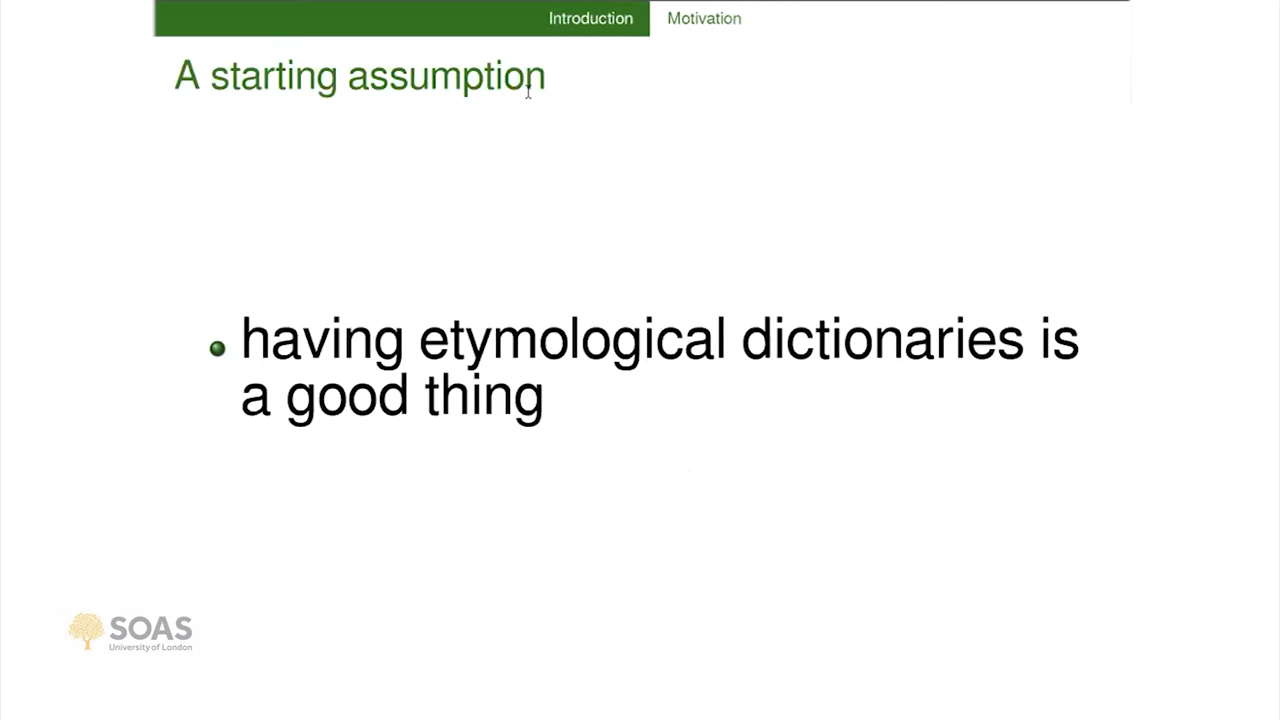 Introduction Motivation
A starting assumption
having etymological dictionaries is
a good thing
SOAS
University of London